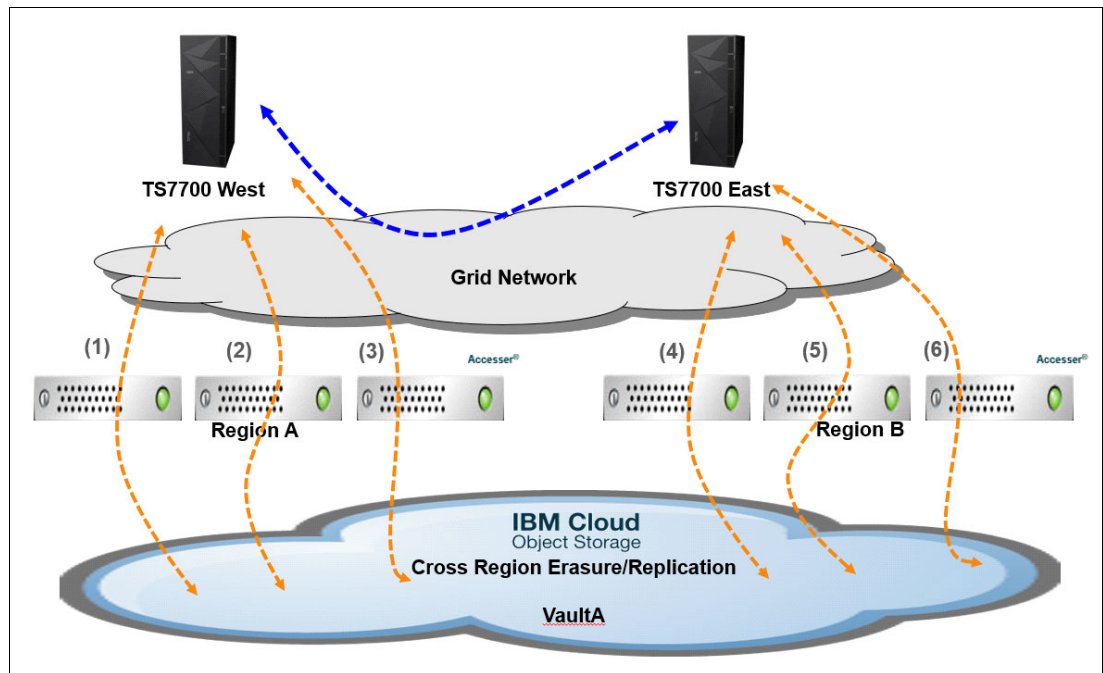 TS7700 West
TS7700 East
Grid Network
(1)
(2)
(3)
(4)
(5)
(6)
Accesser®
Accesser®
Region A
Region B
IBM Cloud
Object Storage
Cross Region Erasure/Replication
VaultA